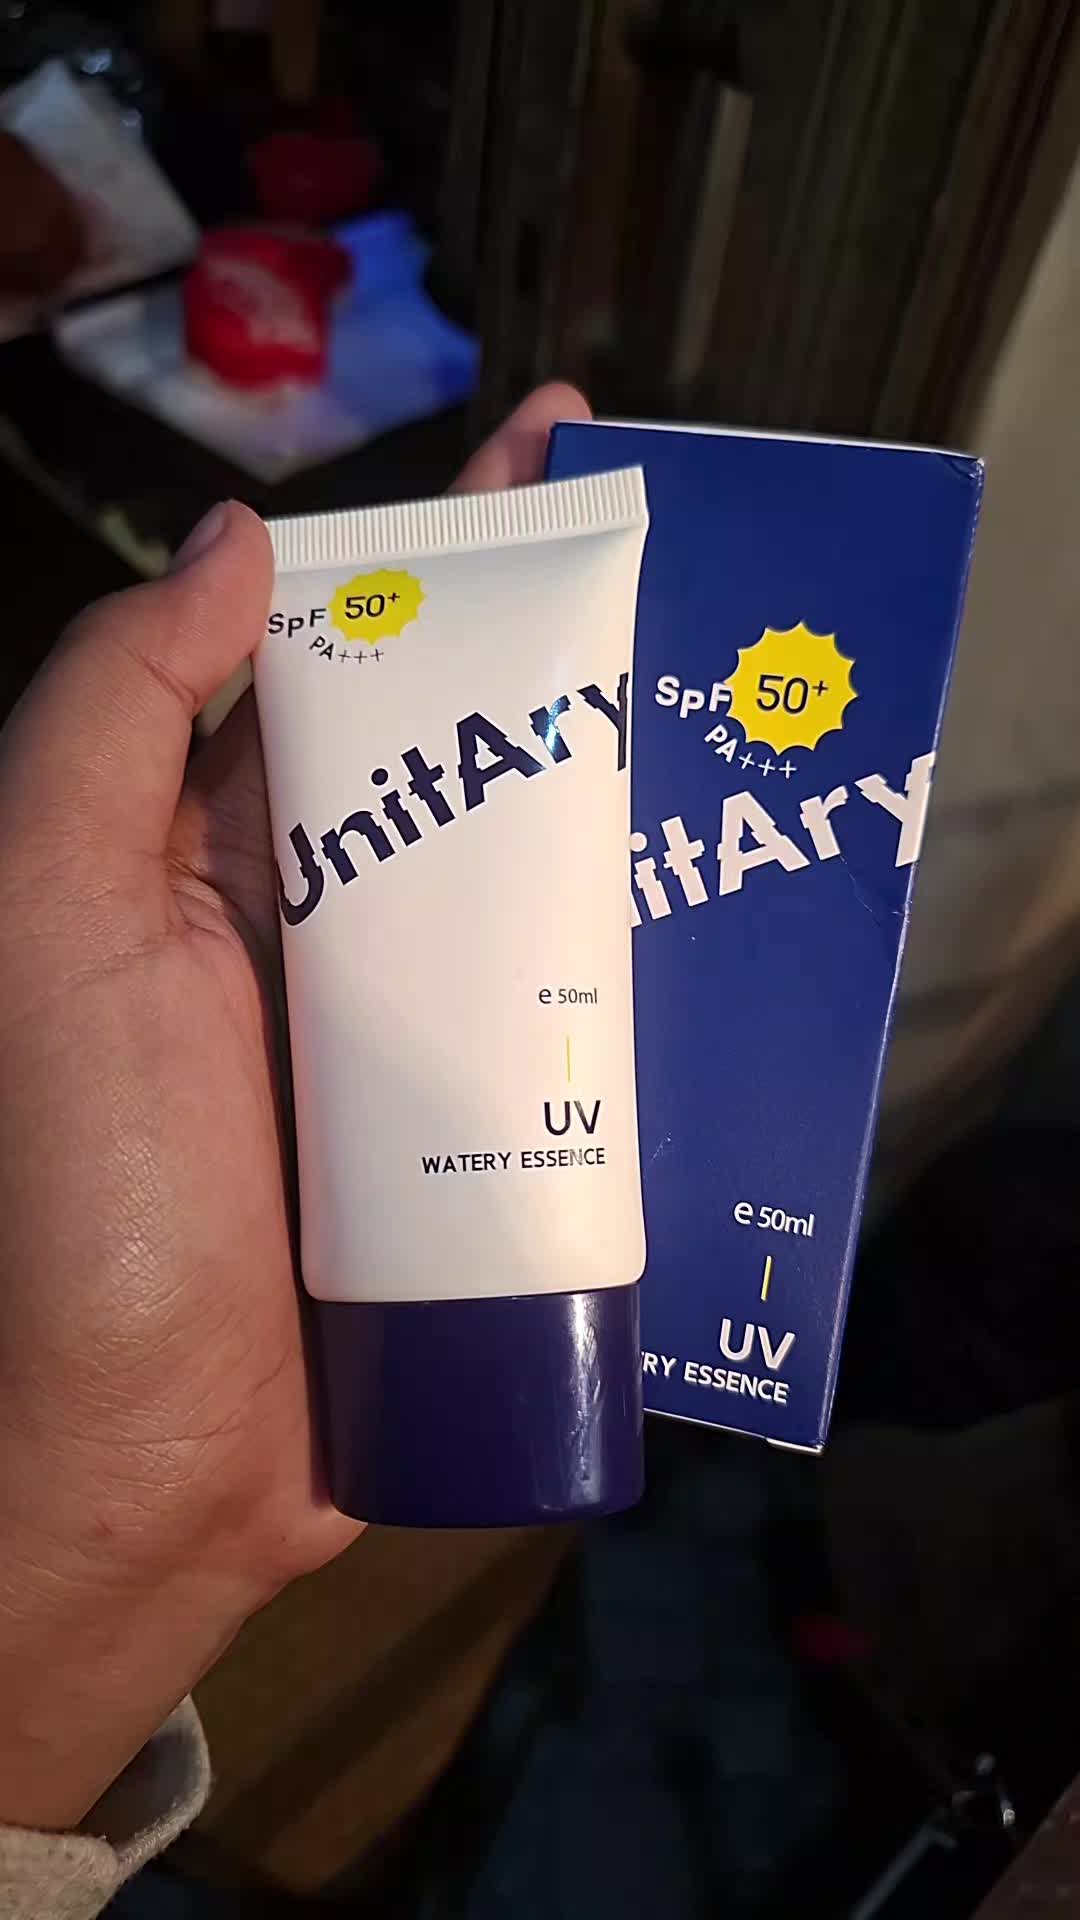 SpF 50+
PA+++
UnitAry
e 50ml
UV
WATERY ESSENCE
SpF 50+
PA+++
itAry
e 50ml
UV
RY ESSENCE